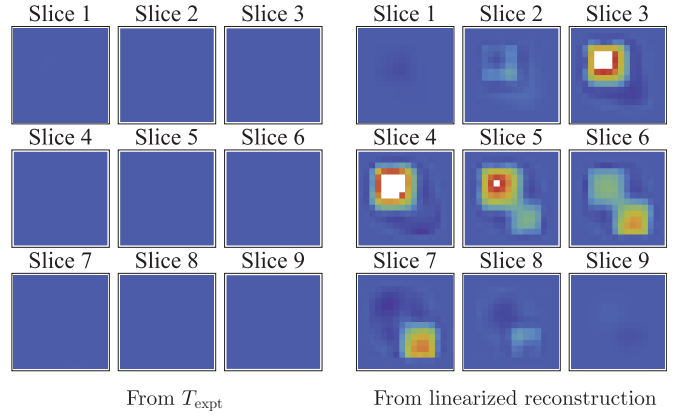 Slice 1 Slice 2 Slice 3 Slice 1 Slice 2 Slice 3
Slice 4 Slice 5 Slice 6 Slice 4 Slice 5 Slice 6
Slice 7 Slice 8 Slice 9 Slice 7 Slice 8 Slice 9
From T_expt From linearized reconstruction